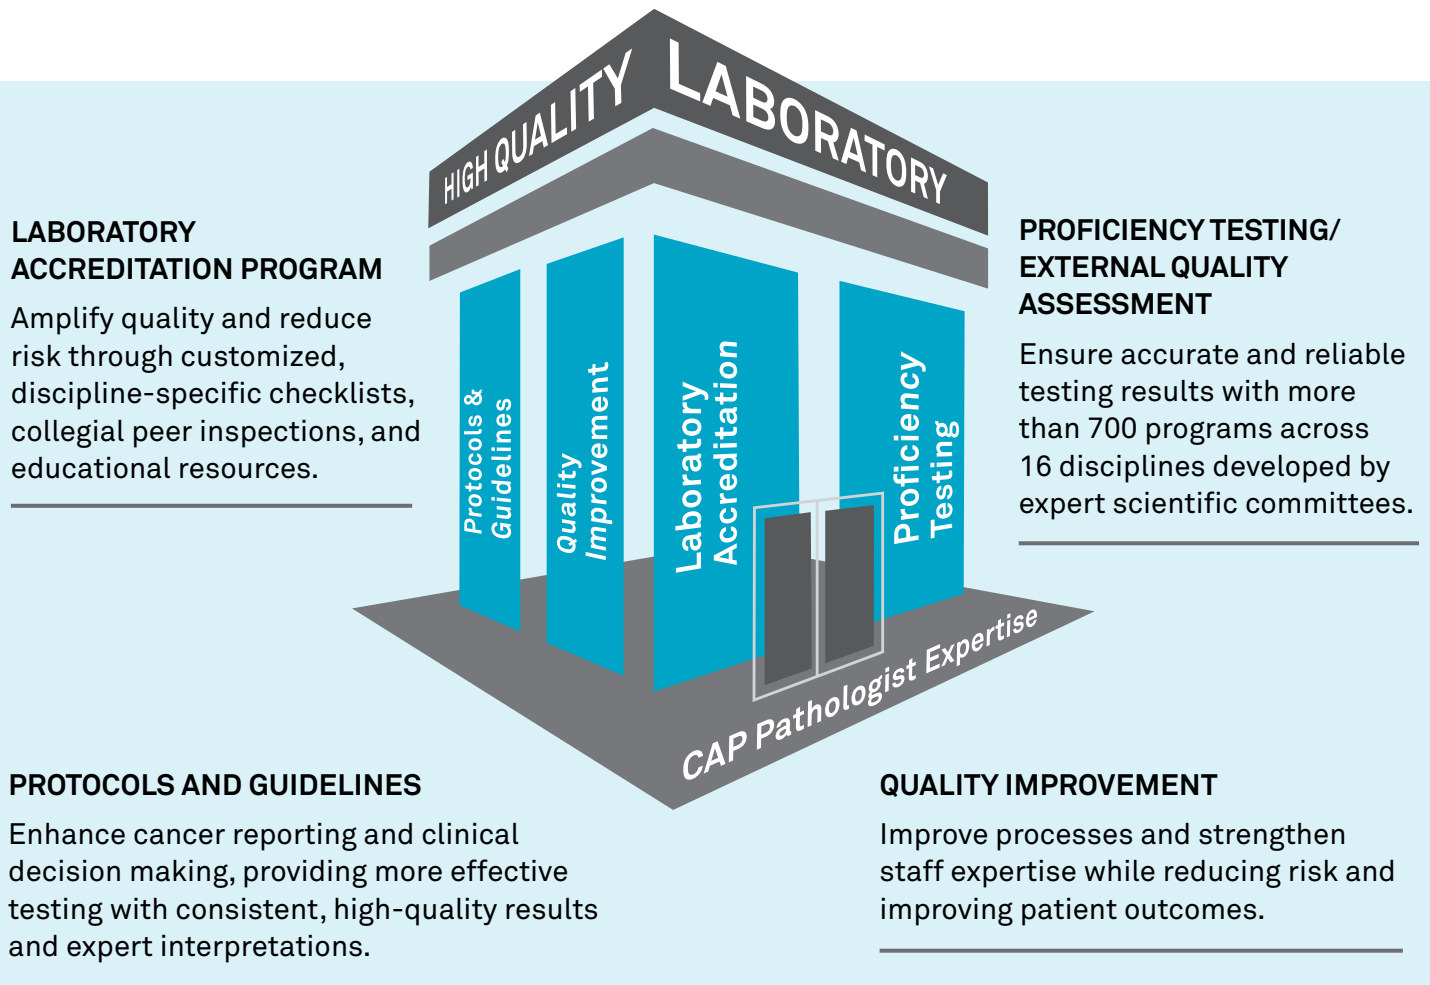 HIGH QUALITY LABORATORY
LABORATORY
ACCREDITATION PROGRAM
Amplify quality and reduce
risk through customized,
discipline-specific checklists,
collegial peer inspections, and
educational resources.
Protocols &
Guidelines
Quality
Improvement
Laboratory
Accreditation
Proficiency
Testing
CAP Pathologist Expertise
PROFICIENCY TESTING/
EXTERNAL QUALITY
ASSESSMENT
Ensure accurate and reliable
testing results with more
than 700 programs across
16 disciplines developed by
expert scientific committees.
PROTOCOLS AND GUIDELINES
Enhance cancer reporting and clinical
decision making, providing more effective
testing with consistent, high-quality results
and expert interpretations.
QUALITY IMPROVEMENT
Improve processes and strengthen
staff expertise while reducing risk and
improving patient outcomes.